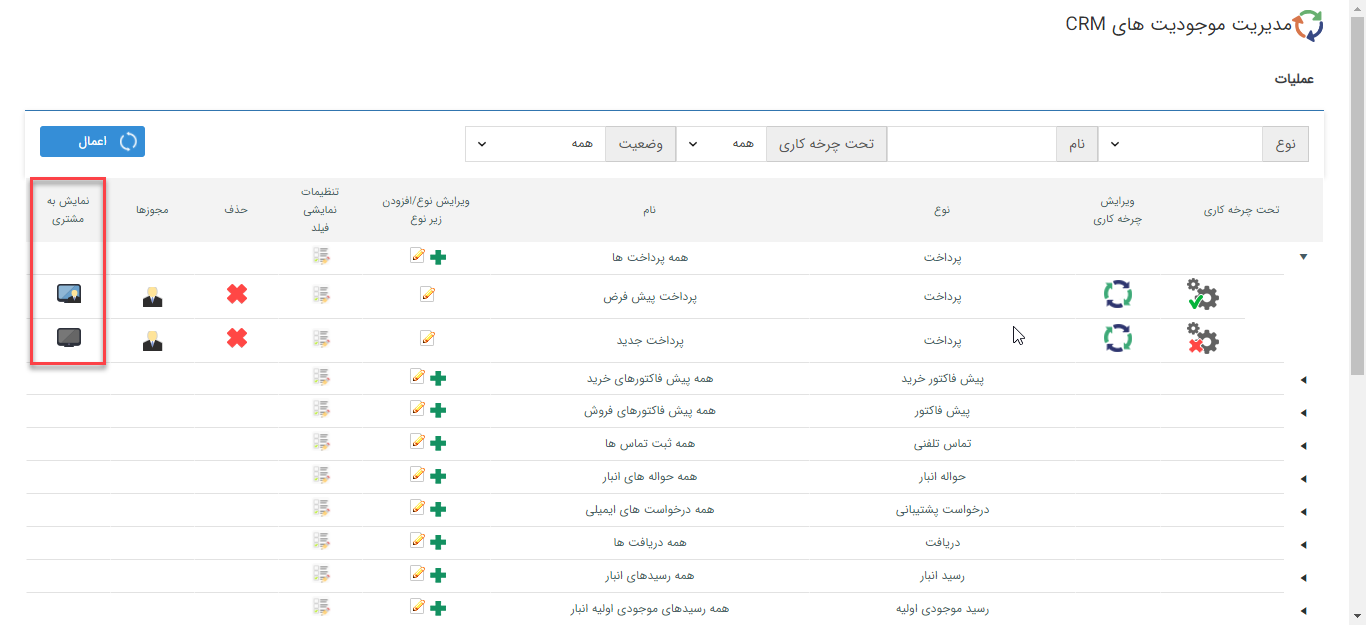 مدیریت موجودیت های CRM
عملیات
نوع
نام
تحت چرخه کاری همه
وضعیت همه
اعمال
تحت چرخه کاری
ویرایش
چرخه کاری
نوع
نام
ویرایش نوع/افزودن
زیر نوع
تنظیمات
نمایشی
فیلد
حذف
مجوزها
نمایش به
مشتری
پرداخت همه پرداخت ها
پرداخت پرداخت پیش فرض
پرداخت پرداخت جدید
پیش فاکتور خرید همه پیش فاکتورهای خرید
پیش فاکتور همه پیش فاکتورهای فروش
تماس تلفنی همه ثبت تماس ها
حواله انبار همه حواله های انبار
درخواست پشتیبانی همه درخواست های ایمیلی
دریافت همه دریافت ها
رسید انبار همه رسیدهای انبار
رسید موجودی اولیه همه رسیدهای موجودی اولیه انبار